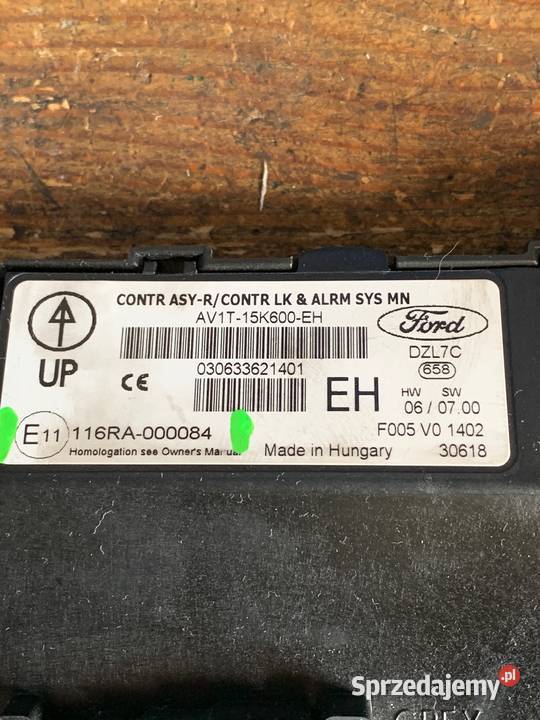 CONTR ASY-R/CONTR LK & ALRM SYS MN
AV1T-15K600-EH
Ford
UP
CE
030633621401
EH
DZL7C
658
HW SW
06 / 07.00
E11 116RA-000084
F005 V0 1402
Homologation see Owner's Manual
Made in Hungary
30618
Sprzedajemy.pl